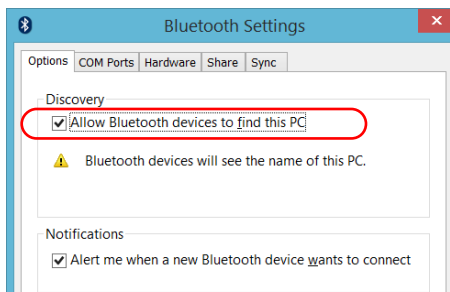 Bluetooth Settings
Options COM Ports Hardware Share Sync
Discovery
Allow Bluetooth devices to find this PC
Bluetooth devices will see the name of this PC.
Notifications
Alert me when a new Bluetooth device wants to connect